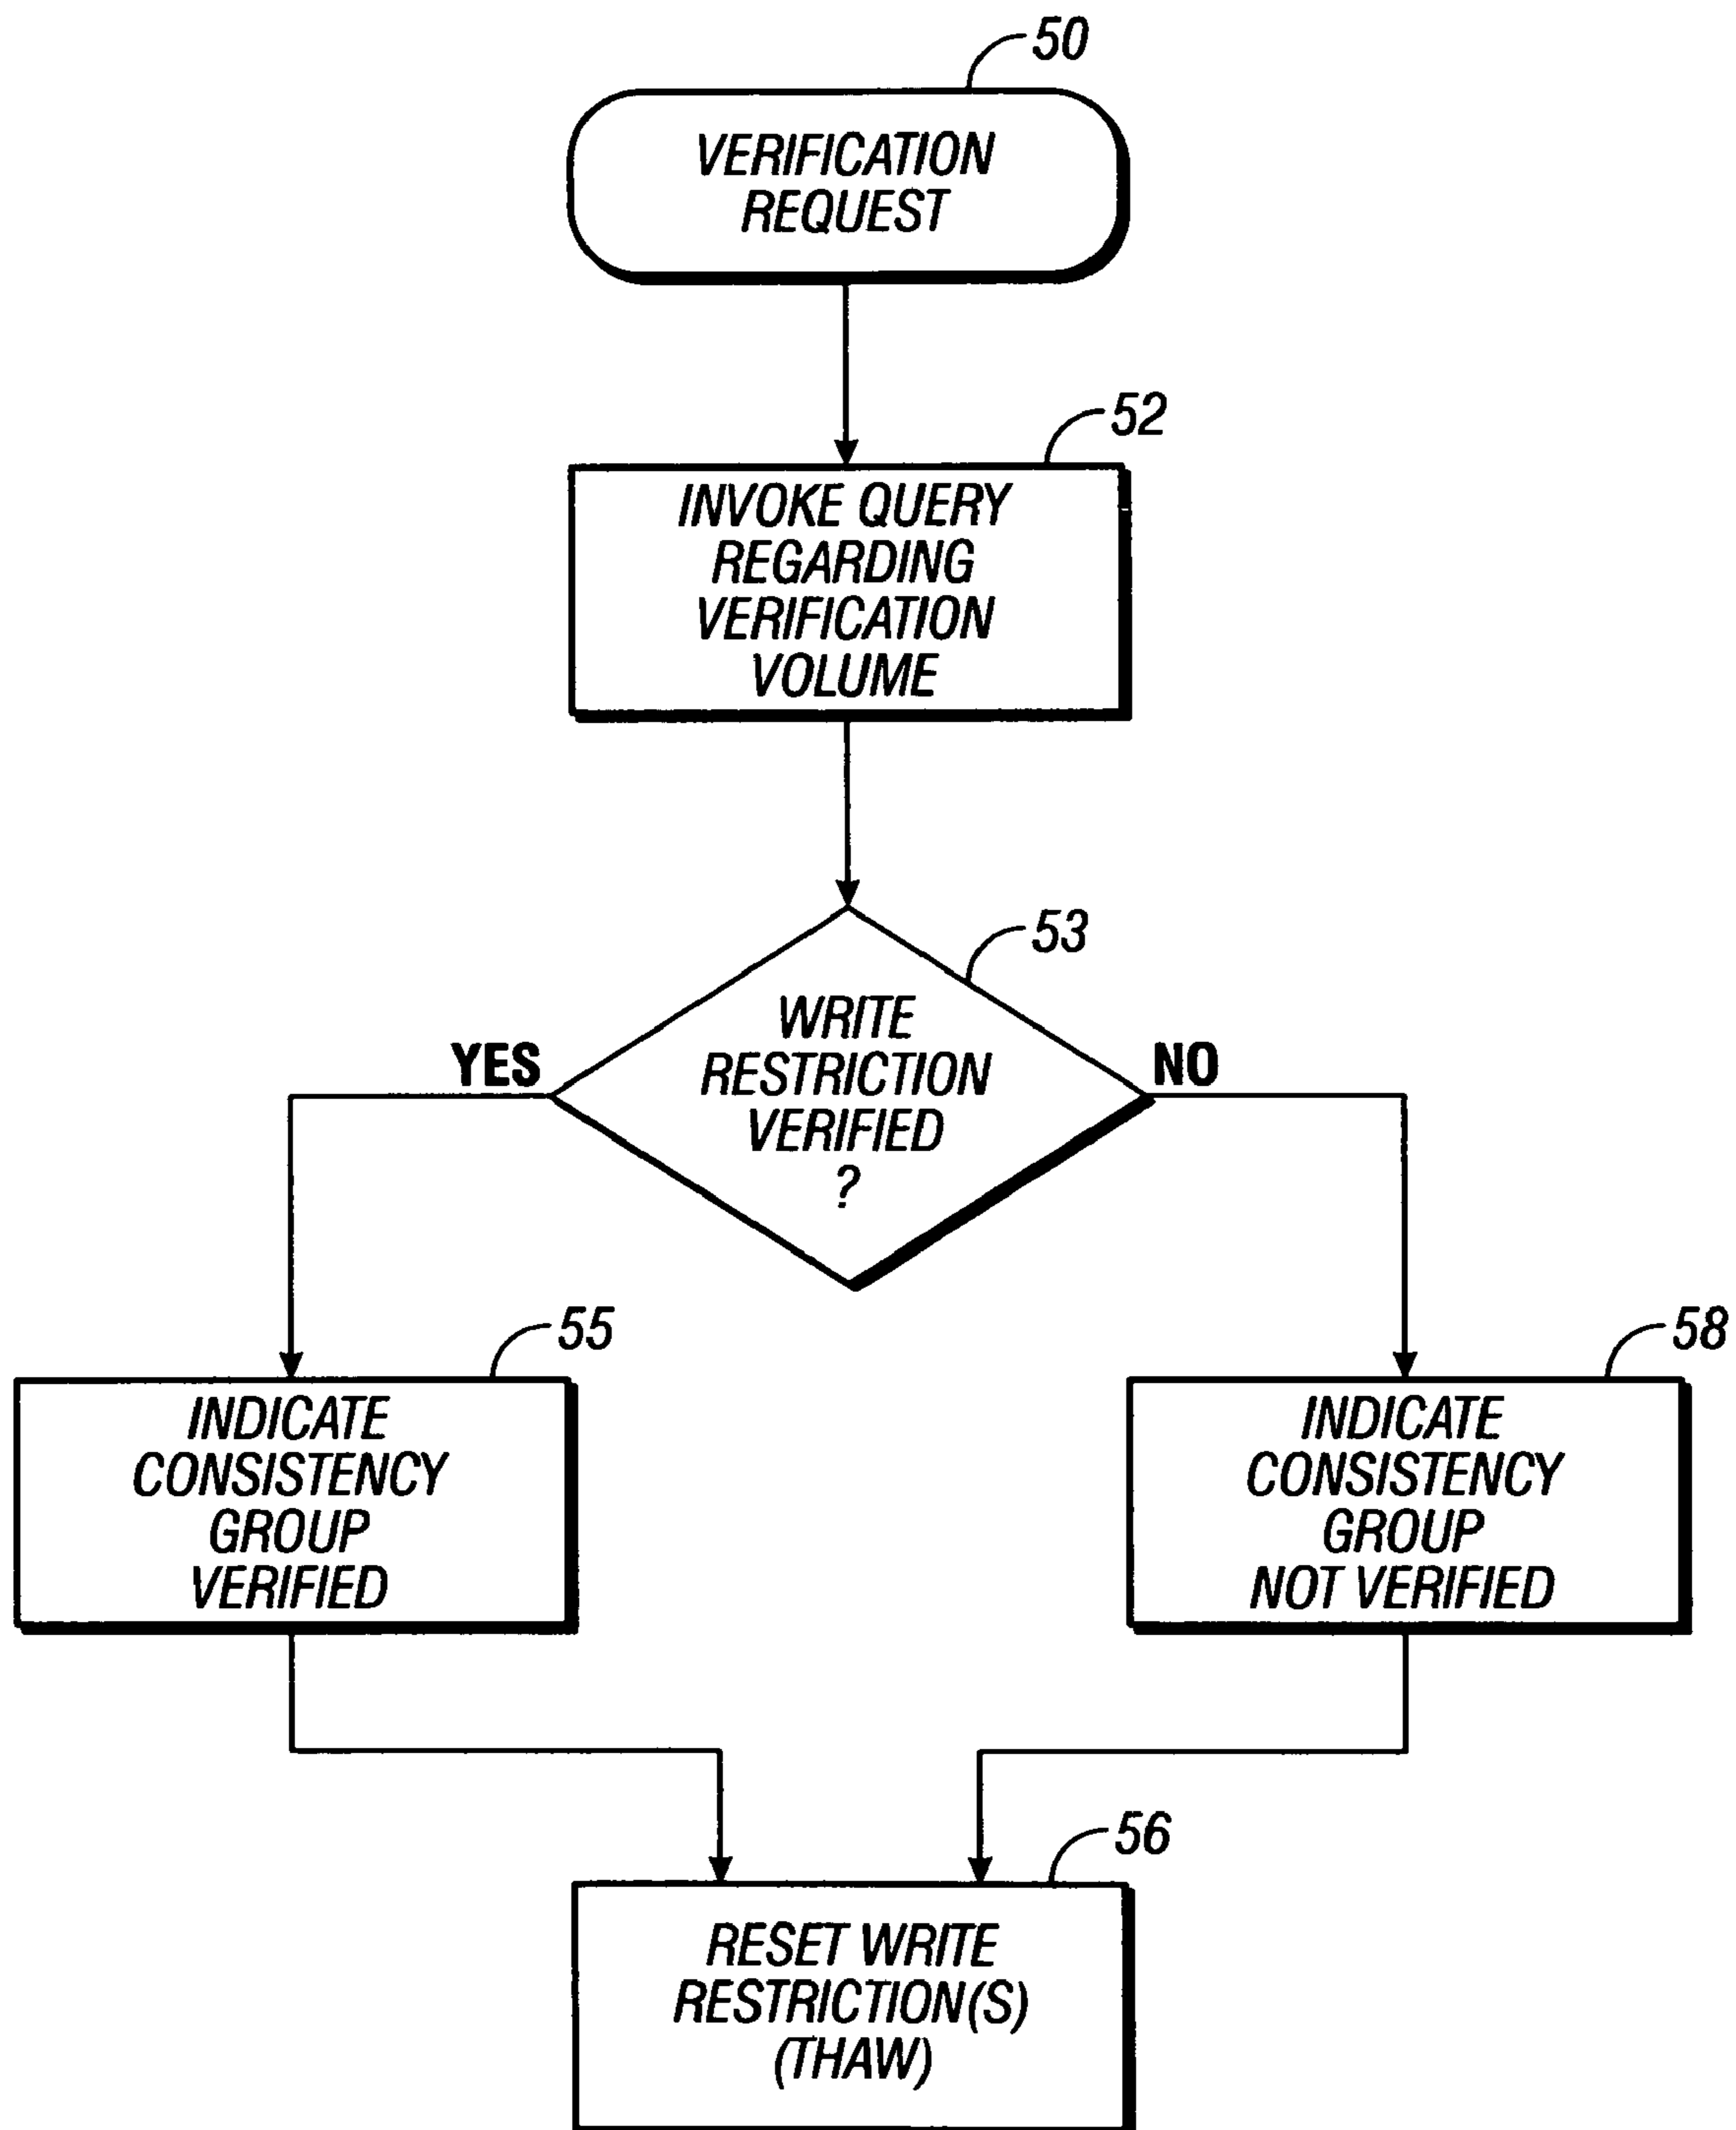 50
VERIFICATION
REQUEST
52
INVOKE QUERY
REGARDING
VERIFICATION
VOLUME
53
WRITE
RESTRICTION
VERIFIED
?
YES
NO
55
INDICATE
CONSISTENCY
GROUP
VERIFIED
58
INDICATE
CONSISTENCY
GROUP
NOT VERIFIED
56
RESET WRITE
RESTRICTION(S)
(THAW)